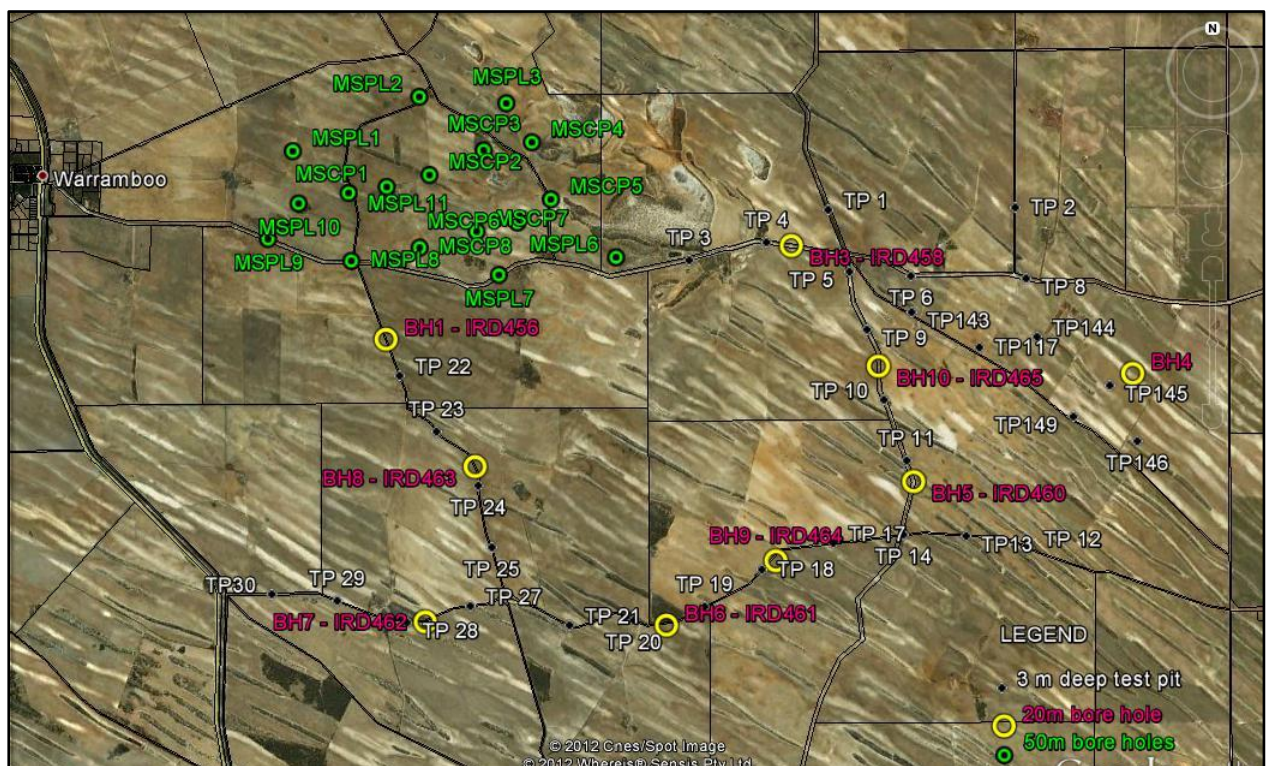 N
MSPL3
MSPL2
MSCP3
MSCP4
MSPL1
MSCP2
Warramboo
MSCP1
MSCP5
MSPL11
TP 1
TP 2
MSPL10
MSCP6
MSCP7
TP 4
TP 3
MSCP8
MSPL6
MSPL9
MSPL8
BH3 - IRD458
TP 5
TP 8
MSPL7
TP 6
BH1 - IRD456
TP143
TP144
TP 9
TP117
TP 22
BH4
BH10 - IRD465
TP 10
TP145
TP 23
TP149
TP 11
TP146
BH8 - IRD463
BH5 - IRD460
TP 24
BH9 - IRD464
TP 17
TP 14
TP13
TP 12
TP 25
TP 18
TP30
TP 29
TP 19
TP 27
BH7 - IRD462
TP 28
TP 21
BH6 - IRD461
TP 20
LEGEND
3 m deep test pit
20m bore hole
50m bore holes
© 2012 Cnes/Spot Image
© 2012 Whereis® Sensis Pty Ltd